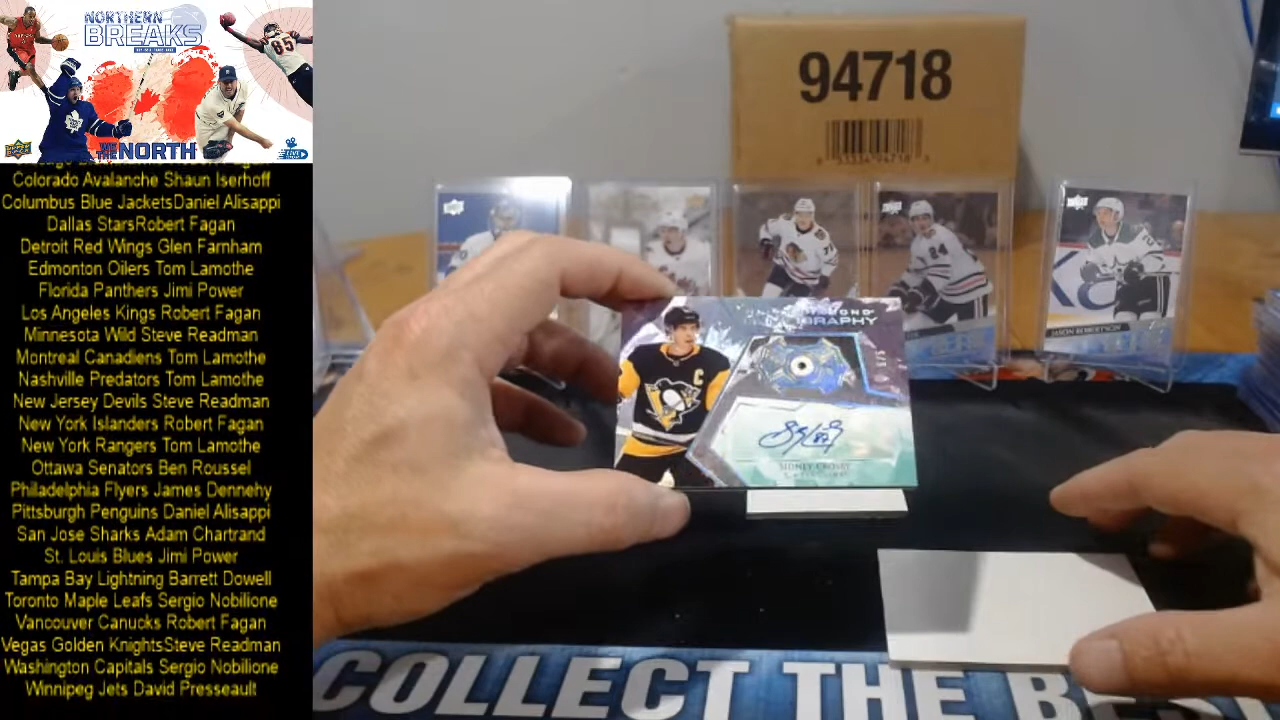 NORTHERN
BREAKS
WE THE NORTH
LIVE
85
Colorado Avalanche Shaun Iserhoff
Columbus Blue JacketsDaniel Alisappi
Dallas StarsRobert Fagan
Detroit Red Wings Glen Farnham
Edmonton Oilers Tom Lamothe
Florida Panthers Jimi Power
Los Angeles Kings Robert Fagan
Minnesota Wild Steve Readman
Montreal Canadiens Tom Lamothe
Nashville Predators Tom Lamothe
New Jersey Devils Steve Readman
New York Islanders Robert Fagan
New York Rangers Tom Lamothe
Ottawa Senators Ben Roussel
Philadelphia Flyers James Dennehy
Pittsburgh Penguins Daniel Alisappi
San Jose Sharks Adam Chartrand
St. Louis Blues Jimi Power
Tampa Bay Lightning Barrett Dowell
Toronto Maple Leafs Sergio Nobilione
Vancouver Canucks Robert Fagan
Vegas Golden KnightsSteve Readman
Washington Capitals Sergio Nobilione
Winnipeg Jets David Presseault
94718
24
JASON ROBERTSON
C
SIDNEY CROSBY
COLLECT THE B